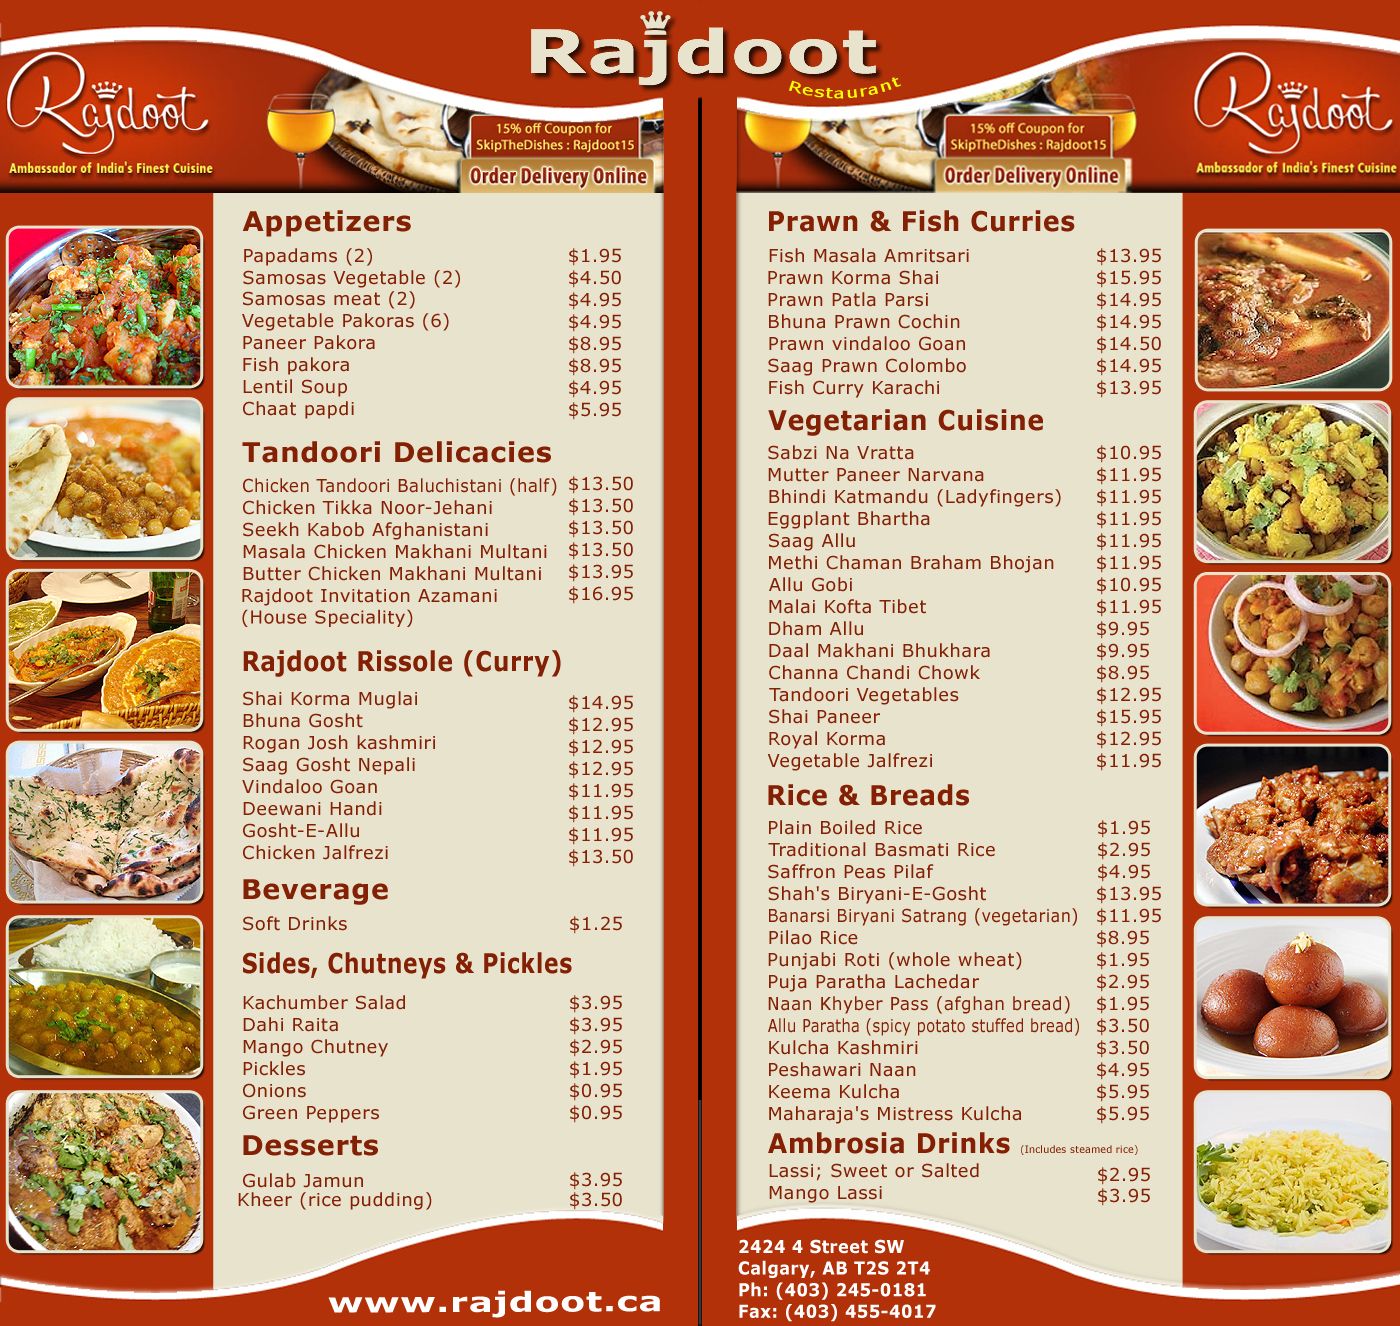 Rajdoot
Restaurant
Rajdoot
Ambassador of India's Finest Cuisine
15% off Coupon for
SkipTheDishes : Rajdoot15
Order Delivery Online
15% off Coupon for
SkipTheDishes : Rajdoot15
Order Delivery Online
Rajdoot
Ambassador of India's Finest Cuisine
Appetizers
Papadams (2) $1.95
Samosas Vegetable (2) $4.50
Samosas meat (2) $4.95
Vegetable Pakoras (6) $4.95
Paneer Pakora $8.95
Fish pakora $8.95
Lentil Soup $4.95
Chaat papdi $5.95
Tandoori Delicacies
Chicken Tandoori Baluchistani (half) $13.50
Chicken Tikka Noor-Jehani $13.50
Seekh Kabob Afghanistani $13.50
Masala Chicken Makhani Multani $13.50
Butter Chicken Makhani Multani $13.95
Rajdoot Invitation Azamani $16.95
(House Speciality)
Rajdoot Rissole (Curry)
Shai Korma Muglai $14.95
Bhuna Gosht $12.95
Rogan Josh kashmiri $12.95
Saag Gosht Nepali $12.95
Vindaloo Goan $11.95
Deewani Handi $11.95
Gosht-E-Allu $11.95
Chicken Jalfrezi $13.50
Beverage
Soft Drinks $1.25
Sides, Chutneys & Pickles
Kachumber Salad $3.95
Dahi Raita $3.95
Mango Chutney $2.95
Pickles $1.95
Onions $0.95
Green Peppers $0.95
Desserts
Gulab Jamun $3.95
Kheer (rice pudding) $3.50
www.rajdoot.ca
Prawn & Fish Curries
Fish Masala Amritsari $13.95
Prawn Korma Shai $15.95
Prawn Patla Parsi $14.95
Bhuna Prawn Cochin $14.95
Prawn vindaloo Goan $14.50
Saag Prawn Colombo $14.95
Fish Curry Karachi $13.95
Vegetarian Cuisine
Sabzi Na Vratta $10.95
Mutter Paneer Narvana $11.95
Bhindi Katmandu (Ladyfingers) $11.95
Eggplant Bhartha $11.95
Saag Allu $11.95
Methi Chaman Braham Bhojan $11.95
Allu Gobi $10.95
Malai Kofta Tibet $11.95
Dham Allu $9.95
Daal Makhani Bhukhara $9.95
Channa Chandi Chowk $8.95
Tandoori Vegetables $12.95
Shai Paneer $15.95
Royal Korma $12.95
Vegetable Jalfrezi $11.95
Rice & Breads
Plain Boiled Rice $1.95
Traditional Basmati Rice $2.95
Saffron Peas Pilaf $4.95
Shah's Biryani-E-Gosht $13.95
Banarsi Biryani Satrang (vegetarian) $11.95
Pilao Rice $8.95
Punjabi Roti (whole wheat) $1.95
Puja Paratha Lachedar $2.95
Naan Khyber Pass (afghan bread) $1.95
Allu Paratha (spicy potato stuffed bread) $3.50
Kulcha Kashmiri $3.50
Peshawari Naan $4.95
Keema Kulcha $5.95
Maharaja's Mistress Kulcha $5.95
Ambrosia Drinks (Includes steamed rice)
Lassi; Sweet or Salted $2.95
Mango Lassi $3.95
2424 4 Street SW
Calgary, AB T2S 2T4
Ph: (403) 245-0181
Fax: (403) 455-4017